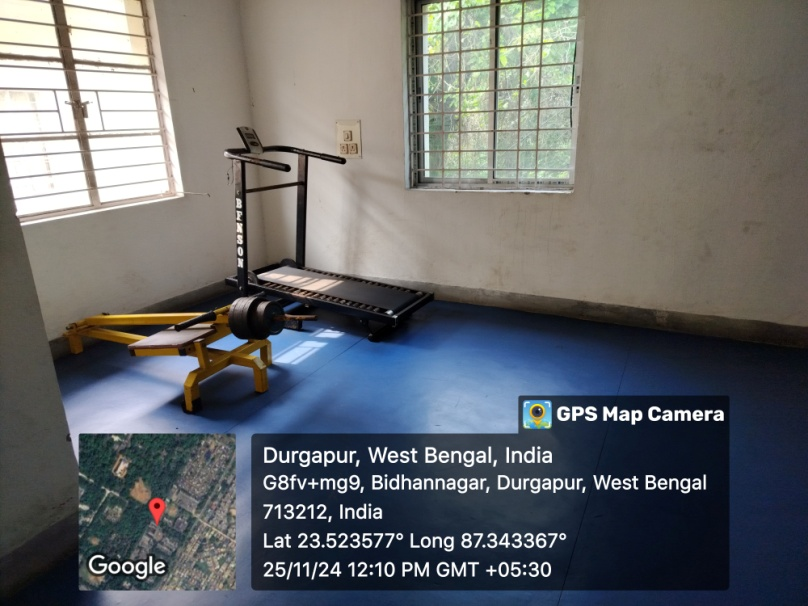 BENSON
GPS Map Camera
Durgapur, West Bengal, India
G8fv+mg9, Bidhannagar, Durgapur, West Bengal
713212, India
Lat 23.523577° Long 87.343367°
25/11/24 12:10 PM GMT +05:30
Google